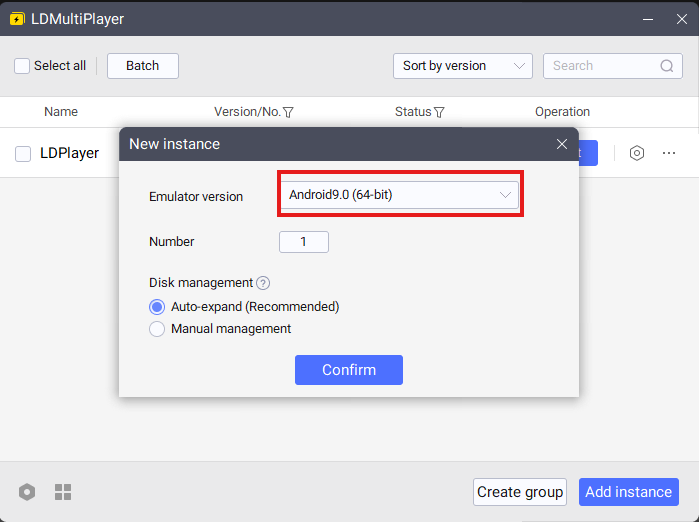 LDMultiPlayer
Select all
Batch
Sort by version
Search
Name
Version/No.
Status
Operation
LDPlayer
New instance
Emulator version
Android9.0 (64-bit)
Number
1
Disk management ?
Auto-expand (Recommended)
Manual management
Confirm
Create group
Add instance